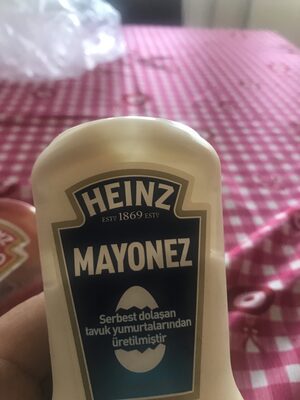 HEINZ
ESTD 1869 ESTD
MAYONEZ
Serbest dolaşan
tavuk yumurtalarından
üretilmiştir